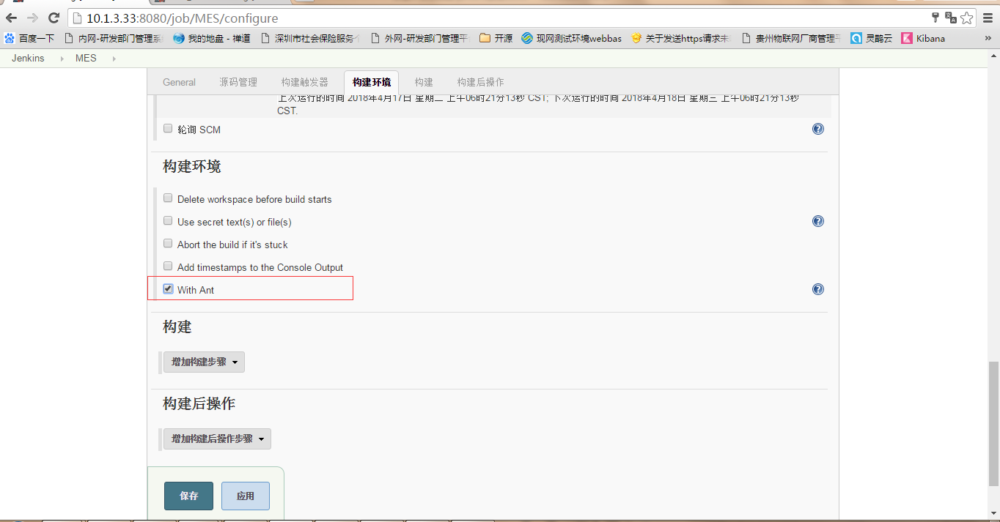 10.1.3.33:8080/job/MES/configure
百度一下 内网-研发部门管理系 我的地盘 - 禅道 深圳市社会保险服务 外网-研发部门管理平 开源 现网测试环境webbas 关于发送https请求未 贵州物联网厂商管理平 灵鹊云 Kibana »
Jenkins MES
General 源码管理 构建触发器 构建环境 构建 构建后操作
上次运行的时间 2018年4月17日 星期二 上午06时21分13秒 CST; 下次运行的时间 2018年4月18日 星期三 上午06时21分13秒
CST.
轮询 SCM
构建环境
Delete workspace before build starts
Use secret text(s) or file(s)
Abort the build if it's stuck
Add timestamps to the Console Output
With Ant
构建
增加构建步骤
构建后操作
增加构建后操作步骤
保存 应用